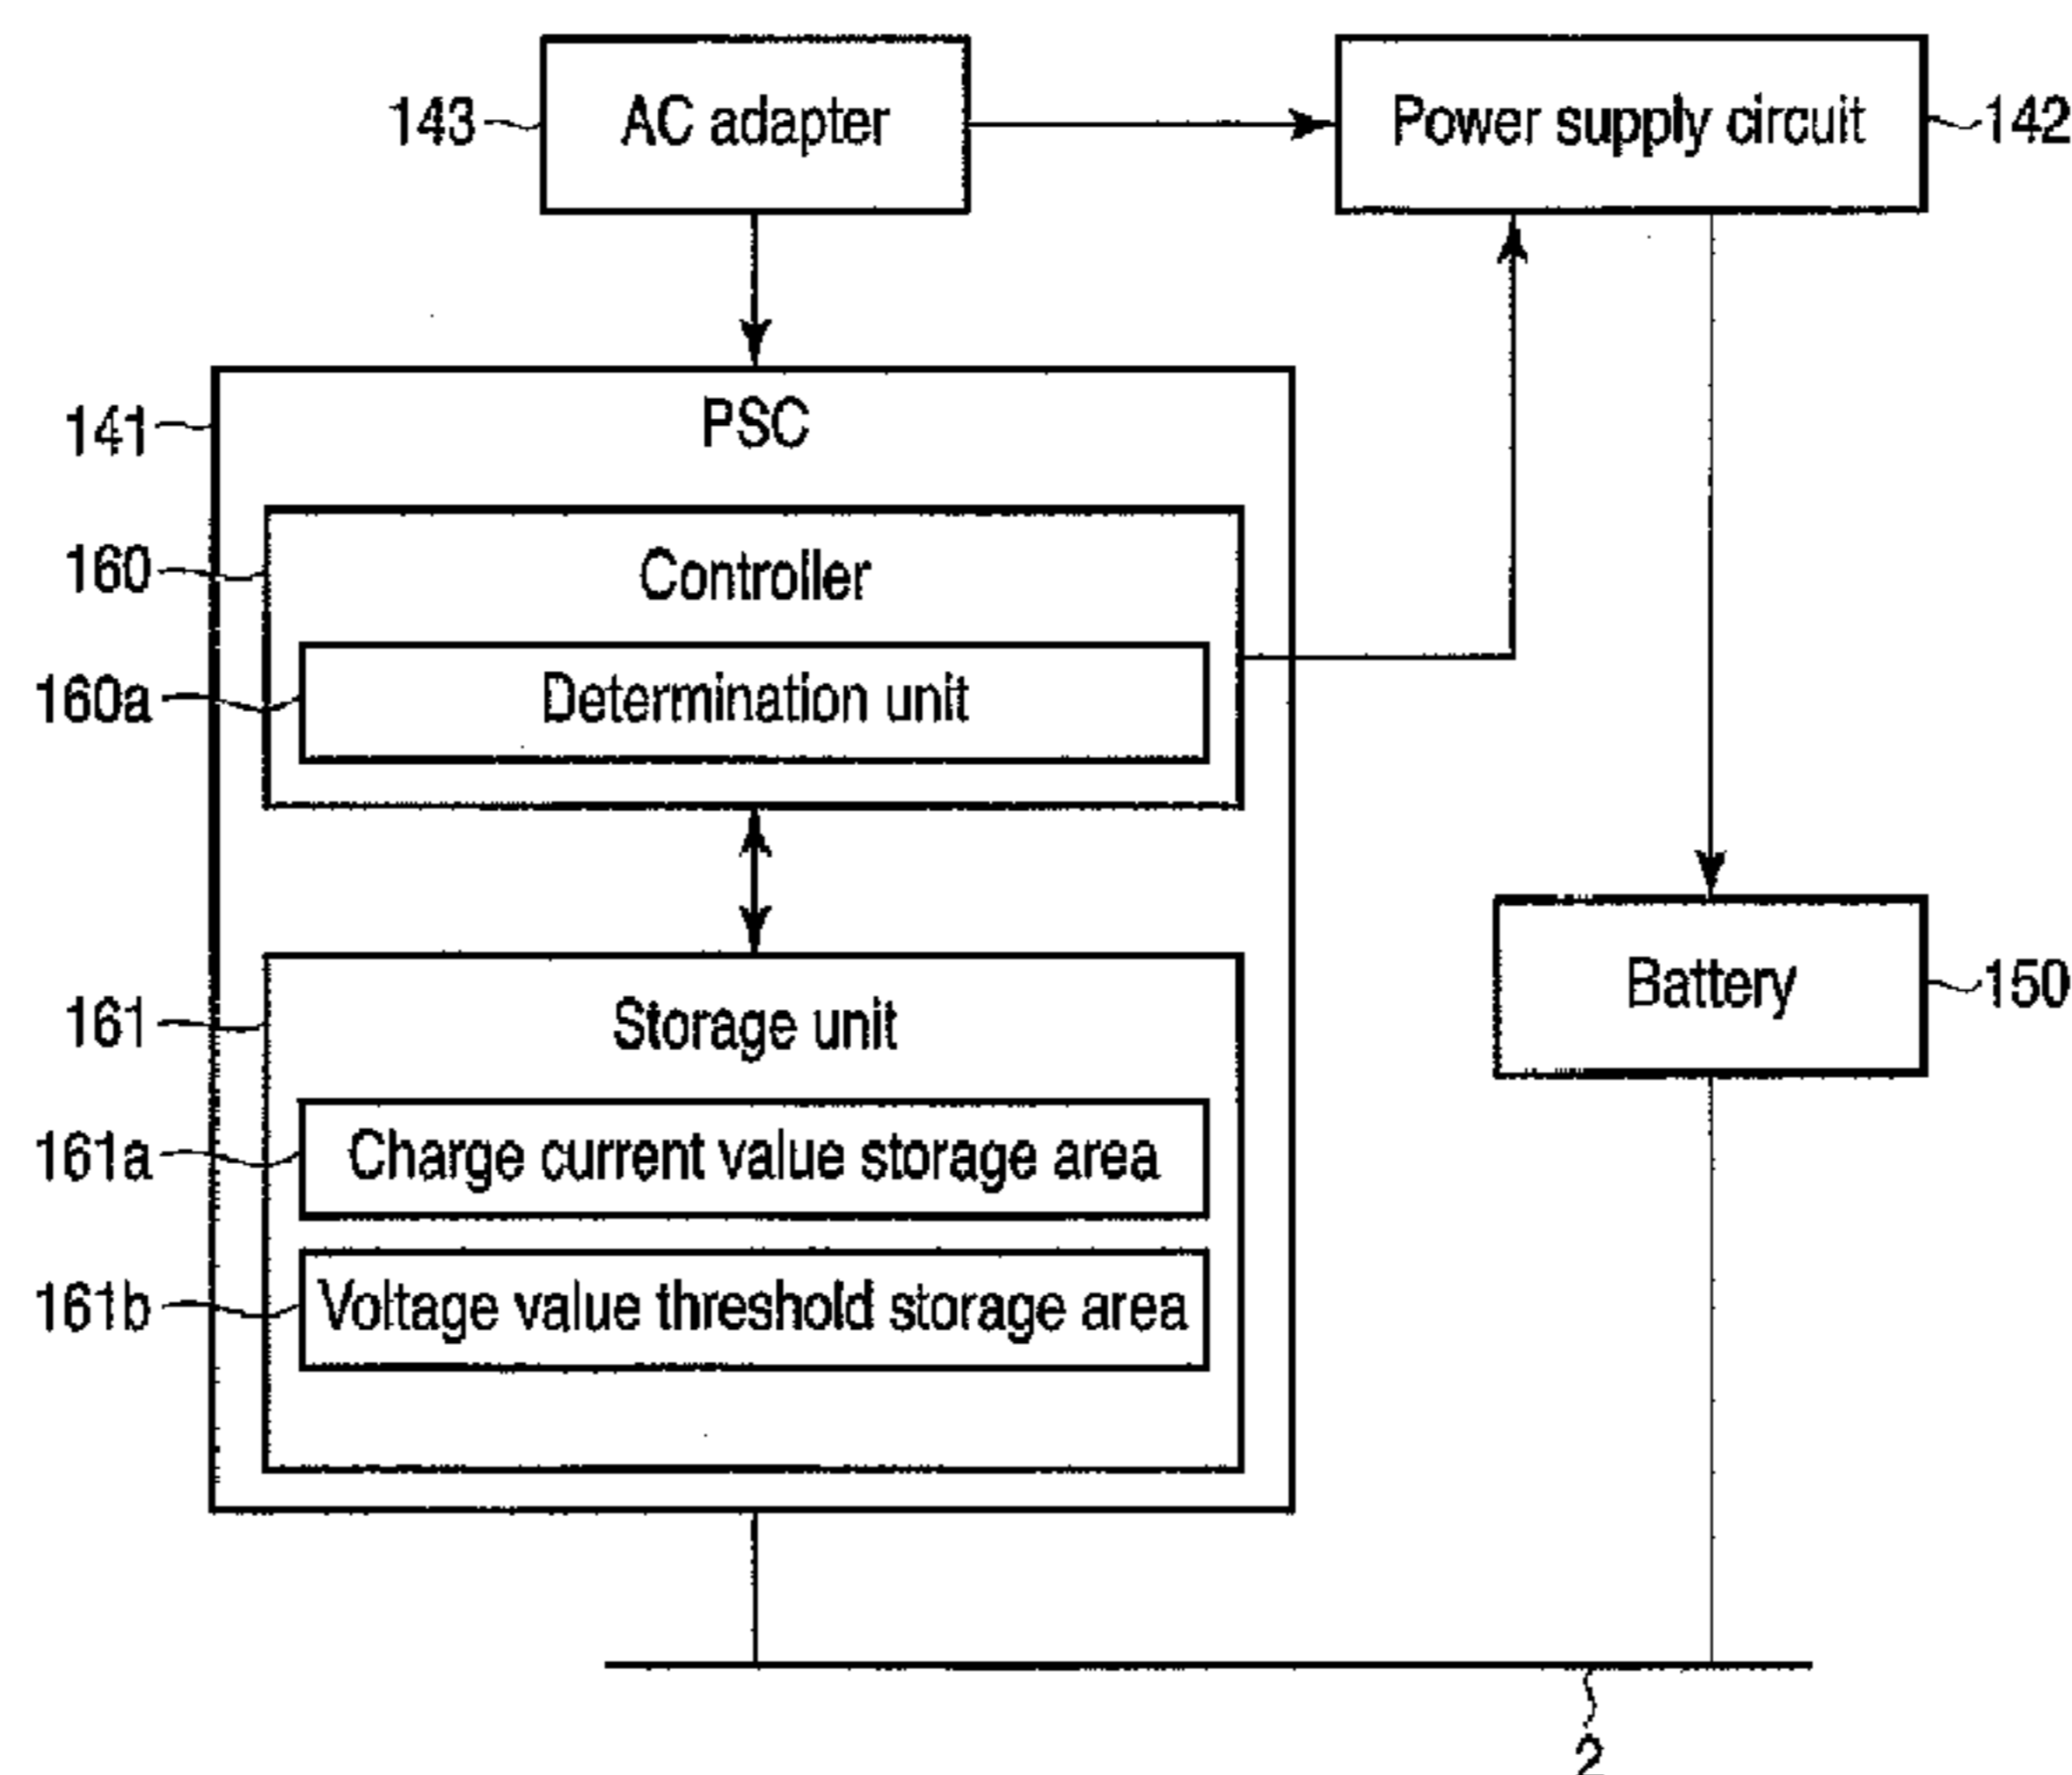 143
AC adapter
Power supply circuit
142
141
PSC
160
Controller
160a
Determination unit
161
Storage unit
Battery
150
161a
Charge current value storage area
161b
Voltage value threshold storage area
2